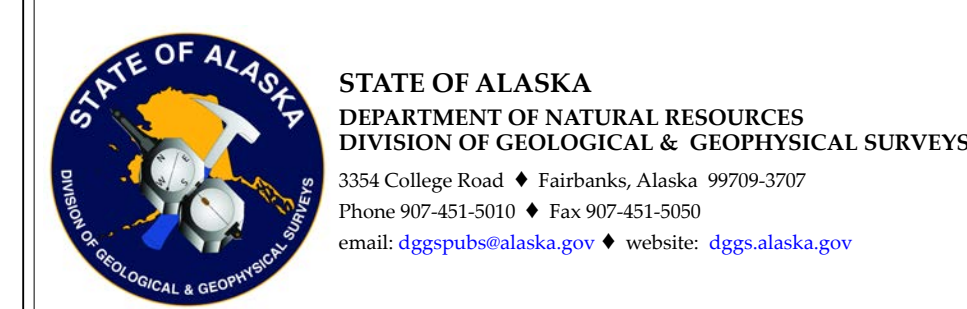 STATE OF ALASKA
DIVISION OF GEOLOGICAL & GEOPHYSICAL SURVEYS
N
E
W
S
STATE OF ALASKA
DEPARTMENT OF NATURAL RESOURCES
DIVISION OF GEOLOGICAL & GEOPHYSICAL SURVEYS
3354 College Road ♦ Fairbanks, Alaska 99709-3707
Phone 907-451-5010 ♦ Fax 907-451-5050
email: dggspubs@alaska.gov ♦ website: dggs.alaska.gov